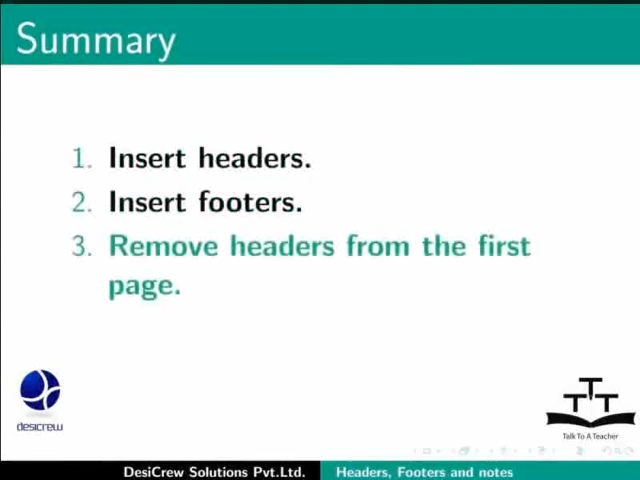 Summary
1. Insert headers.
2. Insert footers.
3. Remove headers from the first
page.
desicrew
TTT
Talk To A Teacher
DesiCrew Solutions Pvt.Ltd. Headers, Footers and notes